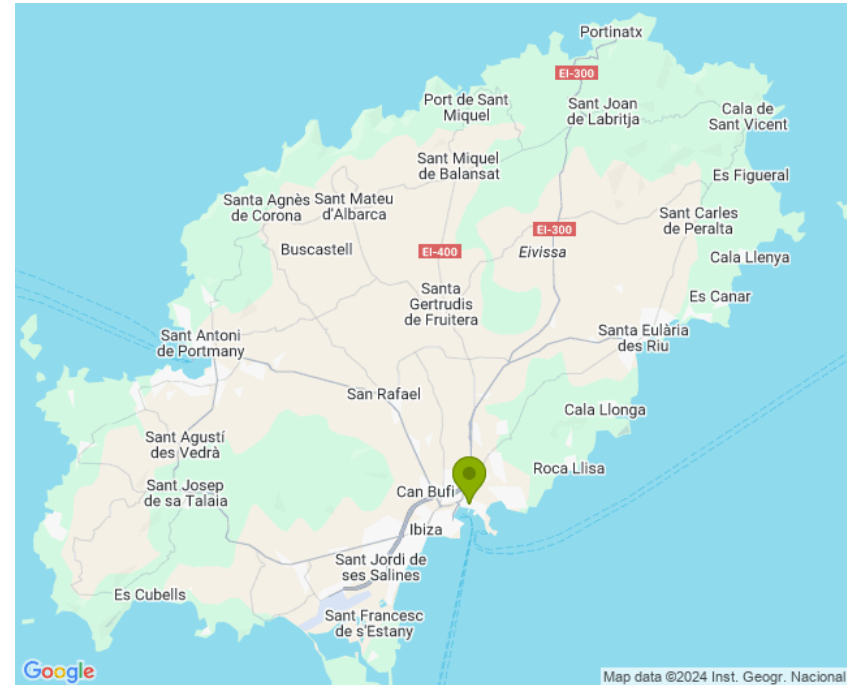 Portinatx
EI-300
Port de Sant
Miquel
Sant Joan
de Labritja
Cala de
Sant Vicent
Sant Miquel
de Balansat
Es Figueral
Santa Agnès
de Corona
Sant Mateu
d'Albarca
Sant Carles
de Peralta
EI-300
Buscastell
EI-400
Eivissa
Cala Llenya
Santa
Gertrudis
de Fruitera
Es Canar
Sant Antoni
de Portmany
Santa Eulària
des Riu
San Rafael
Cala Llonga
Sant Agustí
des Vedrà
Roca Llisa
Sant Josep
de sa Talaia
Can Bufí
Ibiza
Sant Jordi de
ses Salines
Es Cubells
Sant Francesc
de s'Estany
Google
Map data ©2024 Inst. Geogr. Nacional